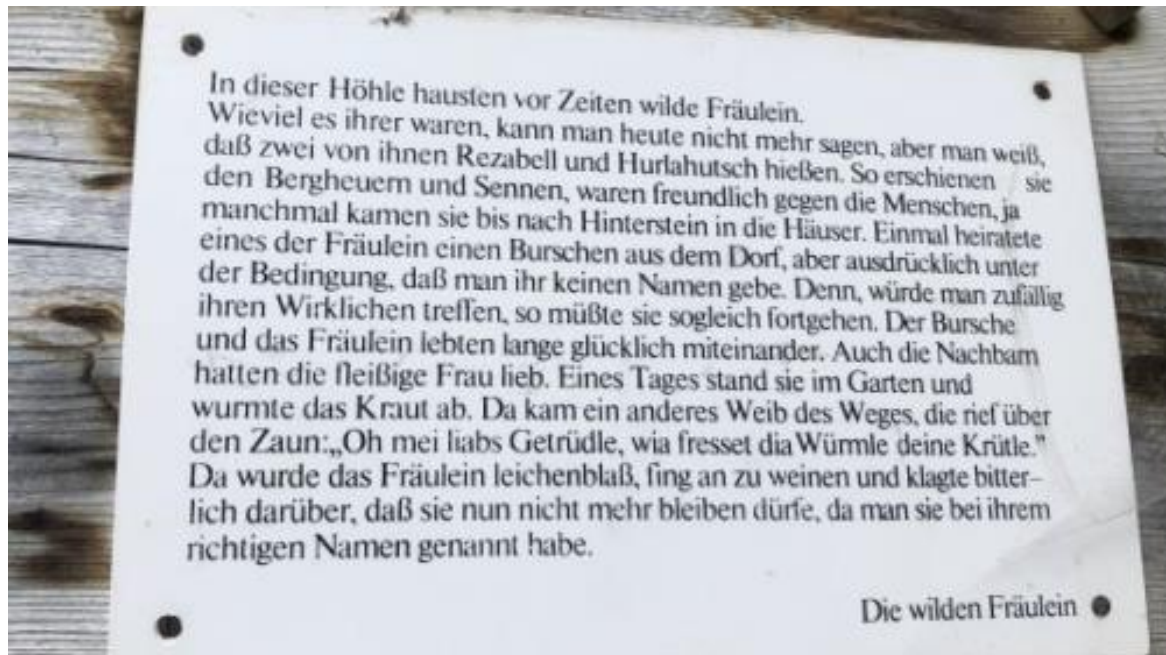 In dieser Höhle hausten vor Zeiten wilde Fräulein.
Wieviel es ihrer waren, kann man heute nicht mehr sagen, aber man weiß,
daß zwei von ihnen Rezabell und Hurlahutsch hießen. So erschienen sie
den Bergheuern und Sennen, waren freundlich gegen die Menschen, ja
manchmal kamen sie bis nach Hinterstein in die Häuser. Einmal heiratete
eines der Fräulein einen Burschen aus dem Dorf, aber ausdrücklich unter
der Bedingung, daß man ihr keinen Namen gebe. Denn, würde man zufällig
ihren Wirklichen treffen, so müßte sie sogleich fortgehen. Der Bursche
und das Fräulein lebten lange glücklich miteinander. Auch die Nachbarn
hatten die fleißige Frau lieb. Eines Tages stand sie im Garten und
wurmte das Kraut ab. Da kam ein anderes Weib des Weges, die rief über
den Zaun:„Oh mei liabs Getrüdle, wia fresset dia Würmle deine Krütle."
Da wurde das Fräulein leichenblaß, fing an zu weinen und klagte bitter-
lich darüber, daß sie nun nicht mehr bleiben dürfe, da man sie bei ihrem
richtigen Namen genannt habe.
Die wilden Fräulein